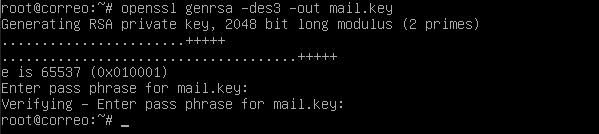 root@correo:~# openssl genrsa -des3 -out mail.key
Generating RSA private key, 2048 bit long modulus (2 primes)
.......................+++++
.....................................+++++
e is 65537 (0x010001)
Enter pass phrase for mail.key:
Verifying - Enter pass phrase for mail.key:
root@correo:~# _